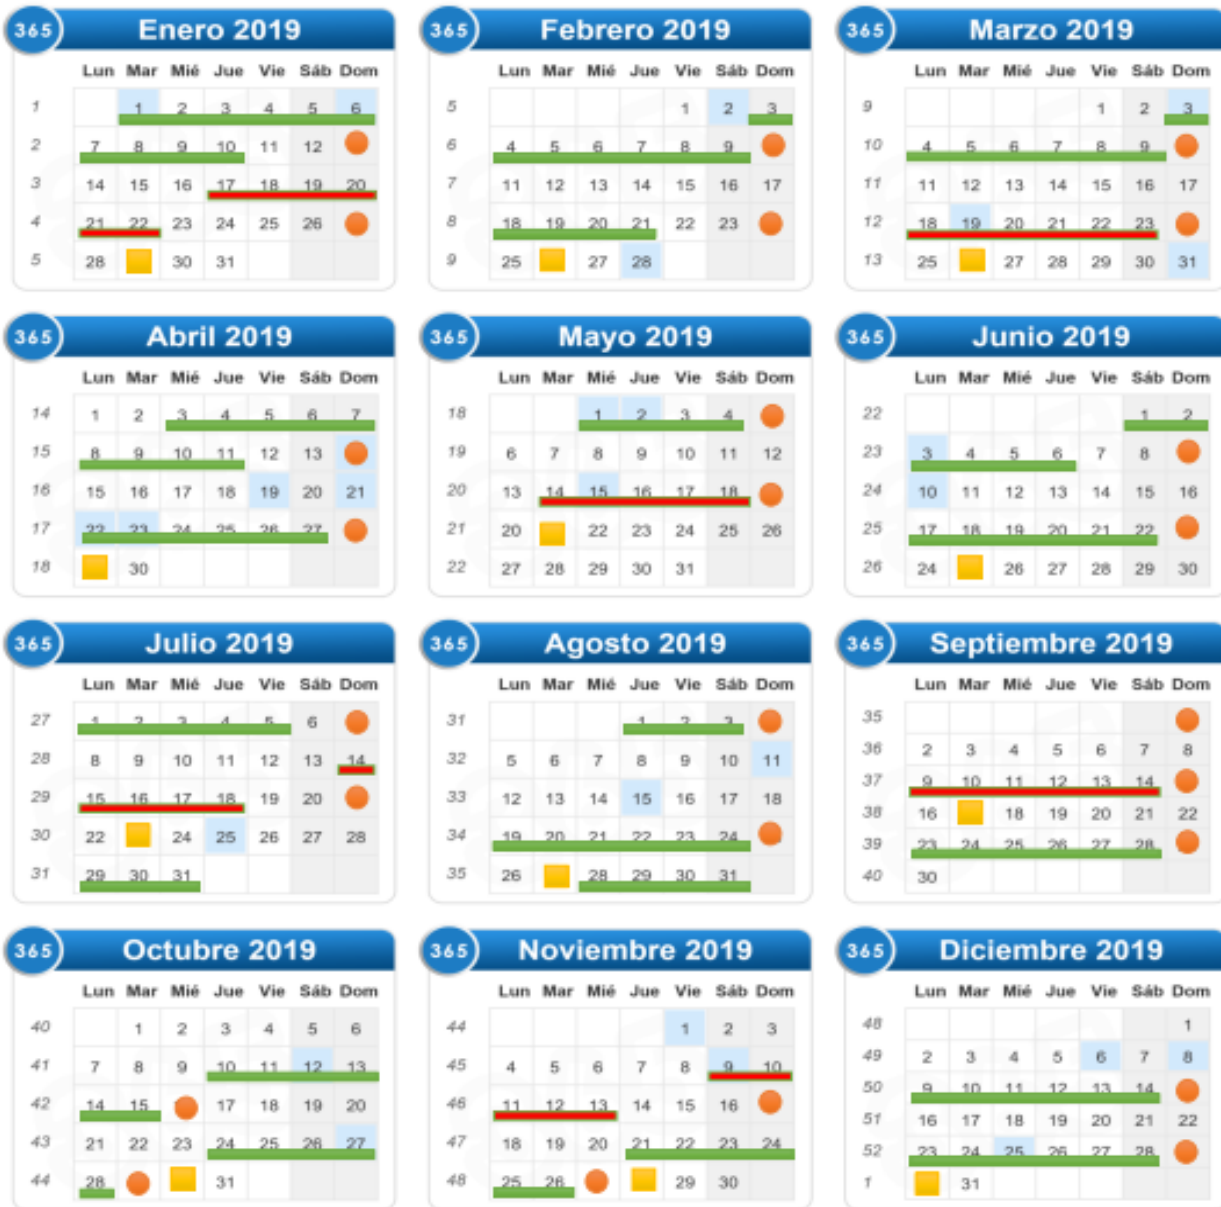 365 Enero 2019
Lun Mar Mié Jue Vie Sáb Dom
1 1 2 3 4 5 6
2 7 8 9 10 11 12
3 14 15 16 17 18 19 20
4 21 22 23 24 25 26
5 28 30 31
365 Febrero 2019
Lun Mar Mié Jue Vie Sáb Dom
5 1 2 3
6 4 5 6 7 8 9
7 11 12 13 14 15 16 17
8 18 19 20 21 22 23
9 25 27 28
365 Marzo 2019
Lun Mar Mié Jue Vie Sáb Dom
9 1 2 3
10 4 5 6 7 8 9
11 11 12 13 14 15 16 17
12 18 19 20 21 22 23
13 25 27 28 29 30 31
365 Abril 2019
Lun Mar Mié Jue Vie Sáb Dom
14 1 2 3 4 5 6 7
15 8 9 10 11 12 13
16 15 16 17 18 19 20 21
17 22 23 24 25 26 27
18 30
365 Mayo 2019
Lun Mar Mié Jue Vie Sáb Dom
18 1 2 3 4
19 6 7 8 9 10 11 12
20 13 14 15 16 17 18
21 20 22 23 24 25 26
22 27 28 29 30 31
365 Junio 2019
Lun Mar Mié Jue Vie Sáb Dom
22 1 2
23 3 4 5 6 7 8
24 10 11 12 13 14 15 16
25 17 18 19 20 21 22
26 24 26 27 28 29 30
365 Julio 2019
Lun Mar Mié Jue Vie Sáb Dom
27 1 2 3 4 5 6
28 8 9 10 11 12 13 14
29 15 16 17 18 19 20
30 22 24 25 26 27 28
31 29 30 31
365 Agosto 2019
Lun Mar Mié Jue Vie Sáb Dom
31 1 2 3
32 5 6 7 8 9 10 11
33 12 13 14 15 16 17 18
34 19 20 21 22 23 24
35 26 28 29 30 31
365 Septiembre 2019
Lun Mar Mié Jue Vie Sáb Dom
35
36 2 3 4 5 6 7 8
37 9 10 11 12 13 14
38 16 18 19 20 21 22
39 23 24 25 26 27 28
40 30
365 Octubre 2019
Lun Mar Mié Jue Vie Sáb Dom
40 1 2 3 4 5 6
41 7 8 9 10 11 12 13
42 14 15 17 18 19 20
43 21 22 23 24 25 26 27
44 28 31
365 Noviembre 2019
Lun Mar Mié Jue Vie Sáb Dom
44 1 2 3
45 4 5 6 7 8 9 10
46 11 12 13 14 15 16
47 18 19 20 21 22 23 24
48 25 26 29 30
365 Diciembre 2019
Lun Mar Mié Jue Vie Sáb Dom
48 1
49 2 3 4 5 6 7 8
50 9 10 11 12 13 14
51 16 17 18 19 20 21 22
52 23 24 25 26 27 28
1 31